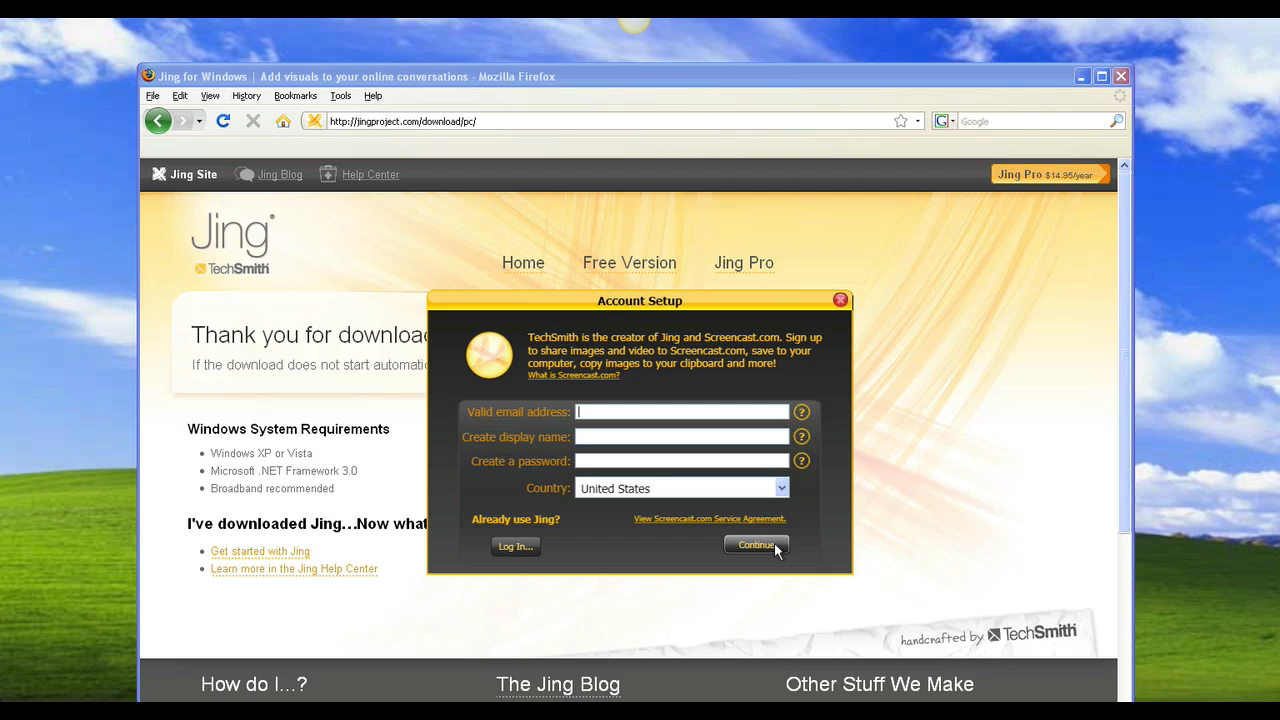 Jing for Windows | Add visuals to your online conversations - Mozilla Firefox
File Edit View History Bookmarks Tools Help
http://jingproject.com/download/pc/
G Google
Jing Site Jing Blog Help Center Jing Pro $14.95/year
Jing®
TechSmith
Home Free Version Jing Pro
Account Setup
Thank you for downloa
If the download does not start automati
TechSmith is the creator of Jing and Screencast.com. Sign up
to share images and video to Screencast.com, save to your
computer, copy images to your clipboard and more!
What is Screencast.com?
Valid email address: ?
Create display name: ?
Create a password: ?
Country: United States
Already use Jing? View Screencast.com Service Agreement.
Log In... Continue
Windows System Requirements
Windows XP or Vista
Microsoft .NET Framework 3.0
Broadband recommended
I've downloaded Jing...Now what
Get started with Jing
Learn more in the Jing Help Center
handcrafted by TechSmith
How do I...? The Jing Blog Other Stuff We Make